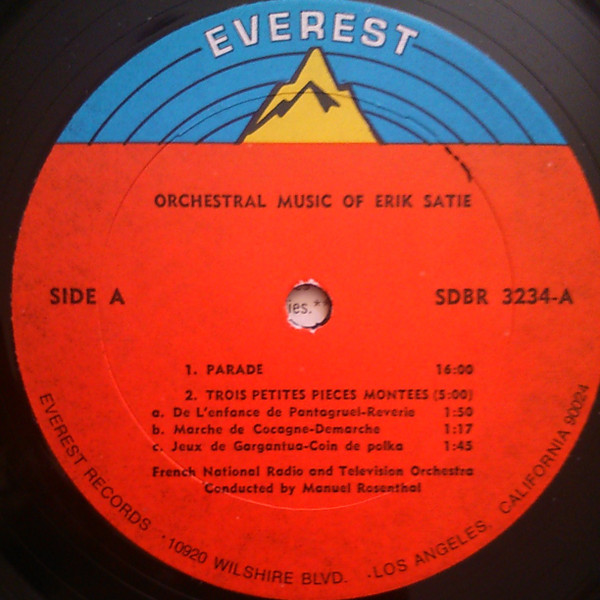 EVEREST
ORCHESTRAL MUSIC OF ERIK SATIE
SIDE A
SDBR 3234-A
ies.**
1. PARADE 16:00
2. TROIS PETITES PIECES MONTEES (5:00)
a. De L'enfance de Pantagruel-Reverie 1:50
b. Marche de Cocagne-Demarche 1:17
c. Jeux de Gargantua-Coin de polka 1:45
French National Radio and Television Orchestra
Conducted by Manuel Rosenthal
EVEREST RECORDS · 10920 WILSHIRE BLVD. · LOS ANGELES, CALIFORNIA 90024